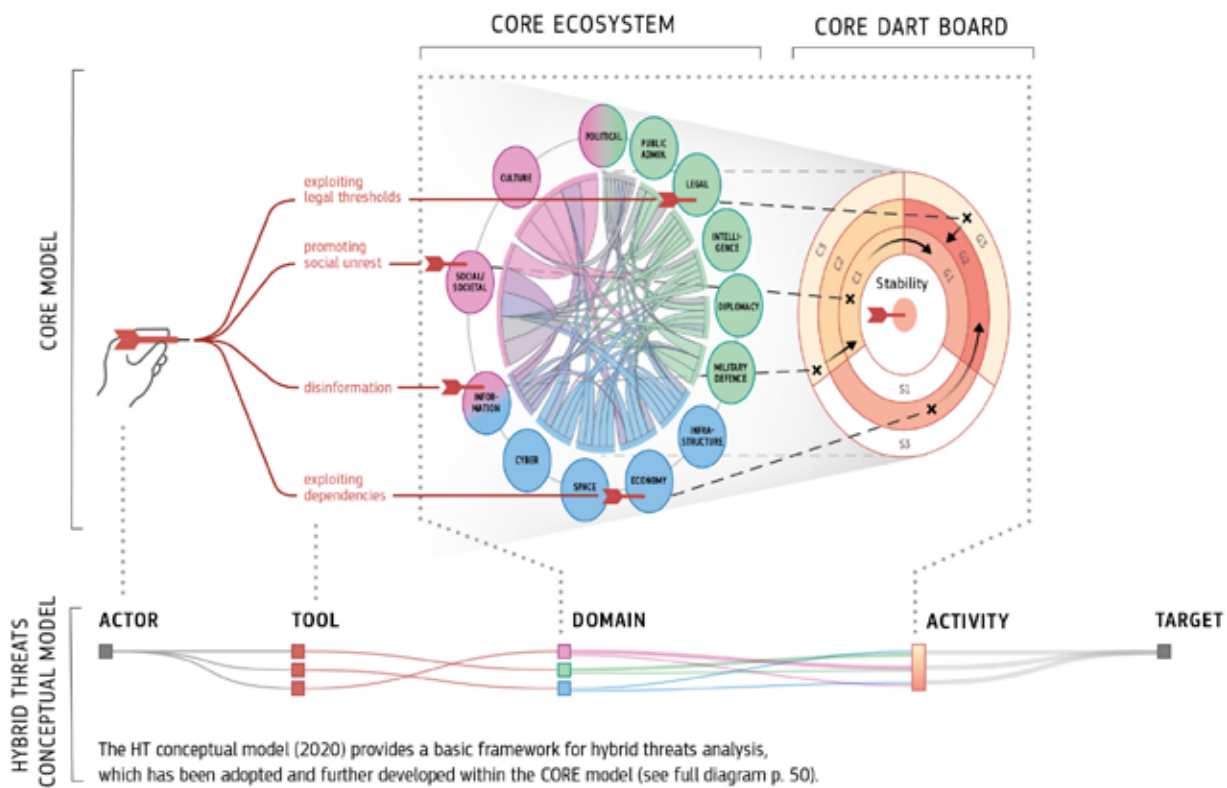 CORE ECOSYSTEM
CORE DART BOARD
CORE MODEL
exploiting
legal thresholds
promoting
social unrest
disinformation
exploiting
dependencies
POLITICAL
PUBLIC
ADMIN.
LEGAL
INTELLI-
GENCE
DIPLOMACY
MILITARY
DEFENCE
INFRA-
STRUCTURE
ECONOMY
SPACE
CYBER
INFOR-
MATION
SOCIAL/
SOCIETAL
CULTURE
C3
C2
C1
G1
G2
G3
Stability
S1
S3
HYBRID THREATS
CONCEPTUAL MODEL
ACTOR
TOOL
DOMAIN
ACTIVITY
TARGET
The HT conceptual model (2020) provides a basic framework for hybrid threats analysis,
which has been adopted and further developed within the CORE model (see full diagram p. 50).